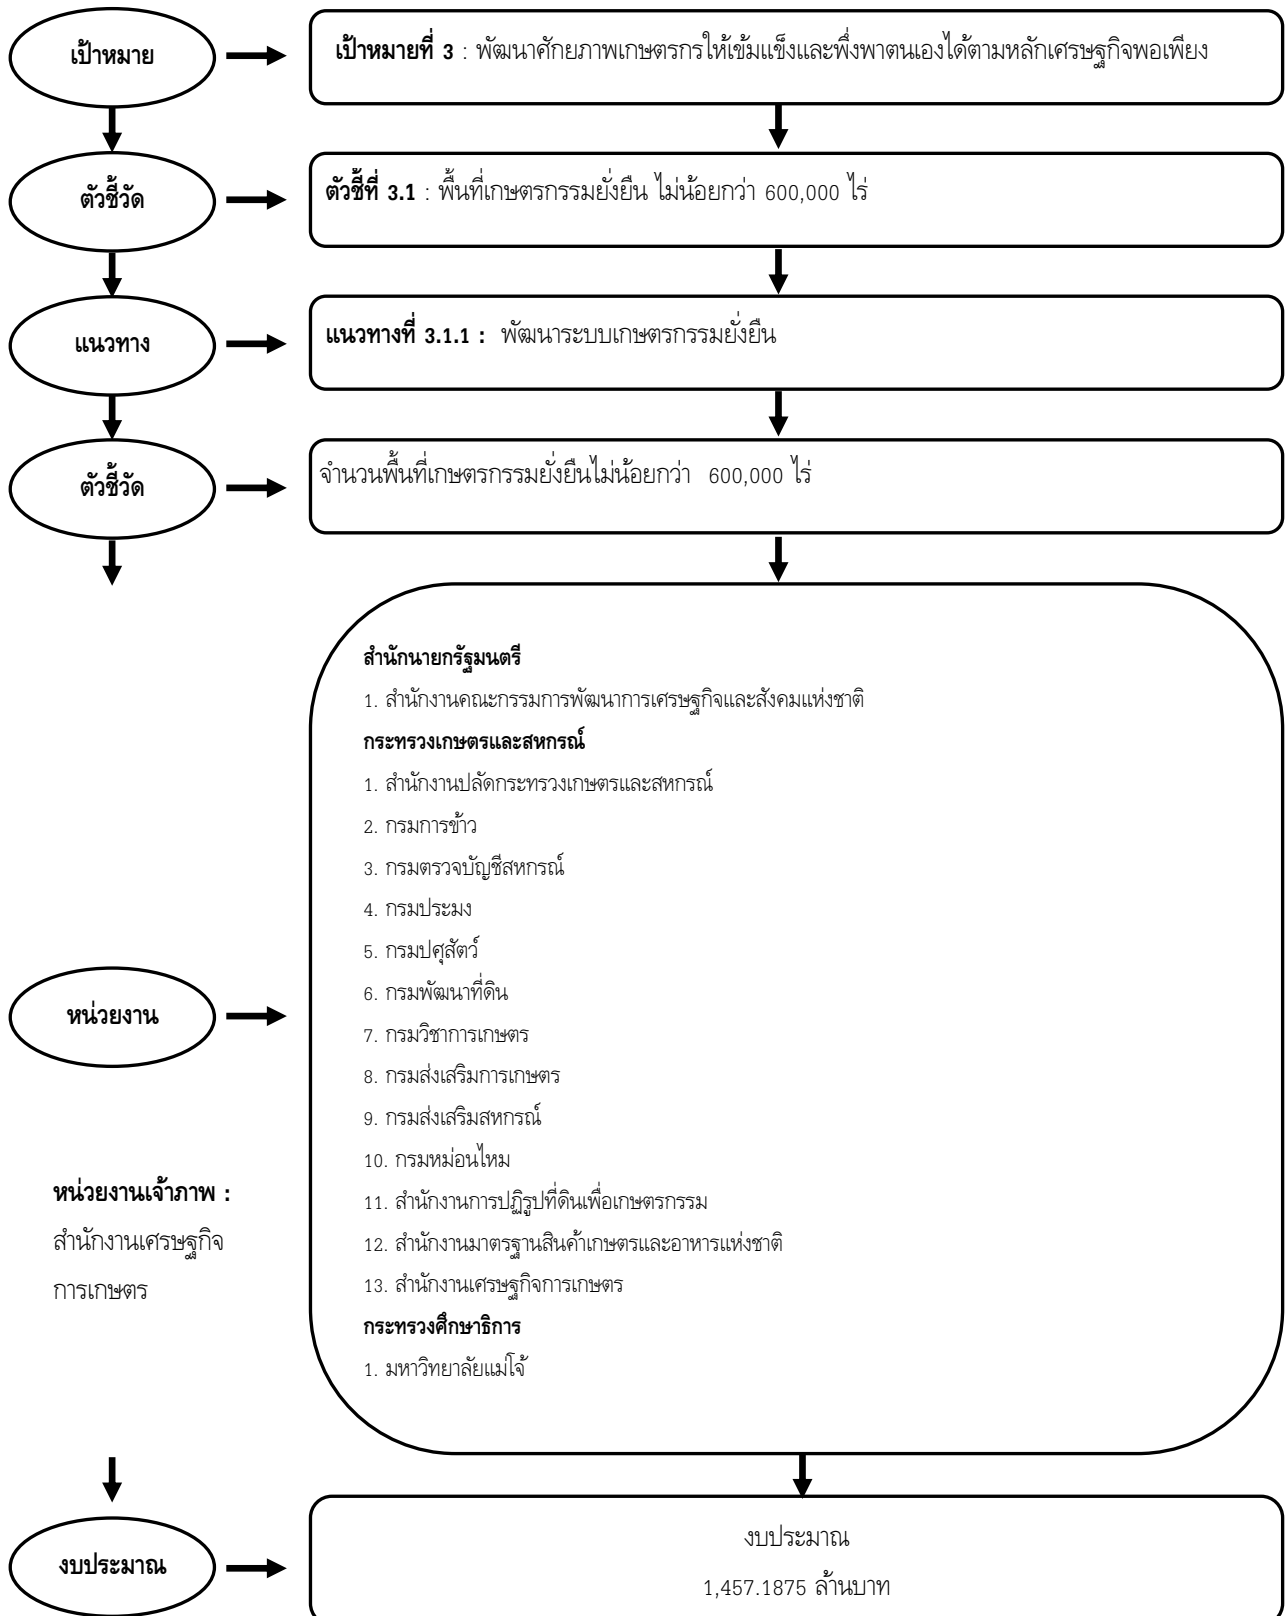 เป้าหมาย
เป้าหมายที่ 3 : พัฒนาศักยภาพเกษตรกรให้เข้มแข็งและพึ่งพาตนเองได้ตามหลักเศรษฐกิจพอเพียง
ตัวชี้วัด
ตัวชี้ที่ 3.1 : พื้นที่เกษตรกรรมยั่งยืน ไม่น้อยกว่า 600,000 ไร่
แนวทาง
แนวทางที่ 3.1.1 : พัฒนาระบบเกษตรกรรมยั่งยืน
ตัวชี้วัด
จำนวนพื้นที่เกษตรกรรมยั่งยืนไม่น้อยกว่า 600,000 ไร่
สำนักนายกรัฐมนตรี
1. สำนักงานคณะกรรมการพัฒนาการเศรษฐกิจและสังคมแห่งชาติ
กระทรวงเกษตรและสหกรณ์
1. สำนักงานปลัดกระทรวงเกษตรและสหกรณ์
2. กรมการข้าว
3. กรมตรวจบัญชีสหกรณ์
4. กรมประมง
5. กรมปศุสัตว์
6. กรมพัฒนาที่ดิน
7. กรมวิชาการเกษตร
8. กรมส่งเสริมการเกษตร
9. กรมส่งเสริมสหกรณ์
10. กรมหม่อนไหม
11. สำนักงานการปฏิรูปที่ดินเพื่อเกษตรกรรม
12. สำนักงานมาตรฐานสินค้าเกษตรและอาหารแห่งชาติ
13. สำนักงานเศรษฐกิจการเกษตร
กระทรวงศึกษาธิการ
1. มหาวิทยาลัยแม่โจ้
หน่วยงาน
หน่วยงานเจ้าภาพ :
สำนักงานเศรษฐกิจ
การเกษตร
งบประมาณ
งบประมาณ
1,457.1875 ล้านบาท